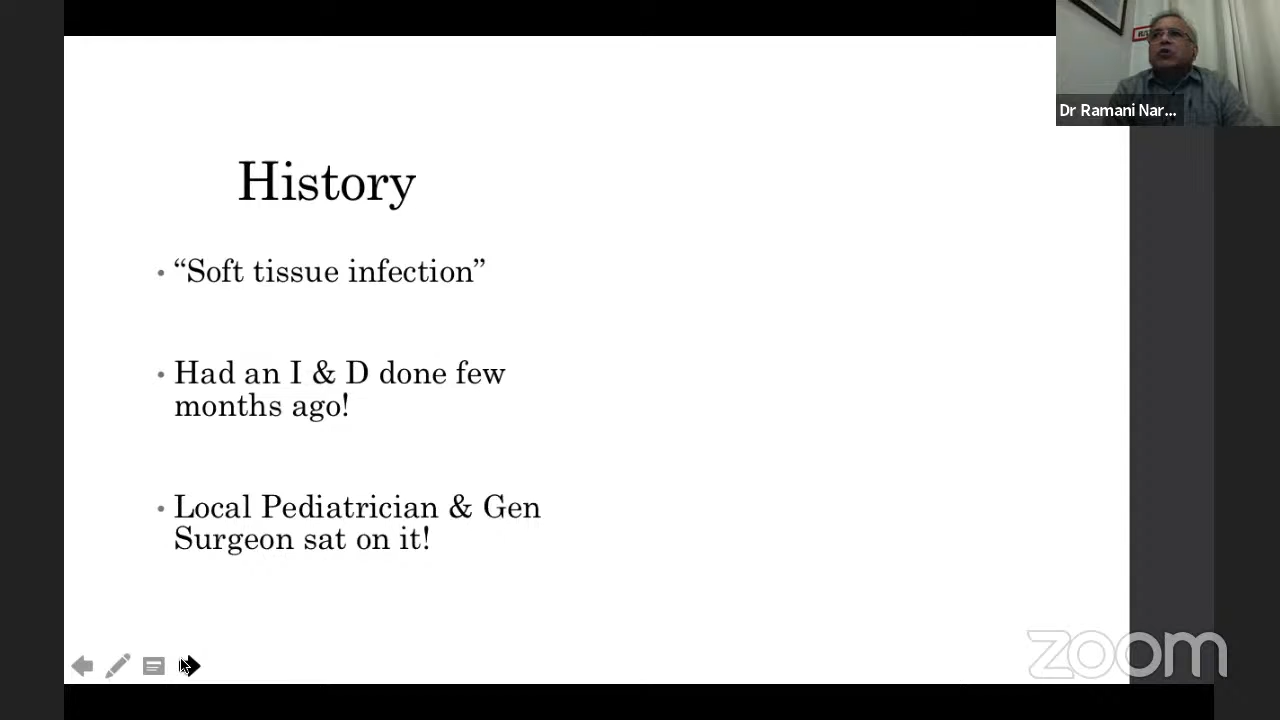 Dr Ramani Nar...
History
• “Soft tissue infection”
• Had an I & D done few
months ago!
• Local Pediatrician & Gen
Surgeon sat on it!
zoom